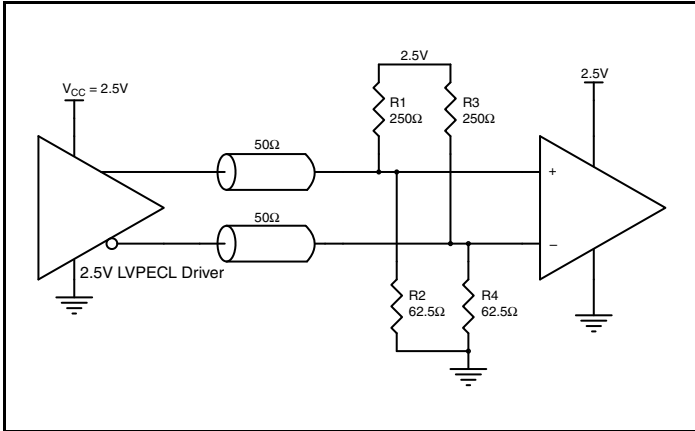 2.5V
V_CC = 2.5V
2.5V
R1
250Ω
R3
250Ω
50Ω
+
50Ω
–
2.5V LVPECL Driver
R2
62.5Ω
R4
62.5Ω